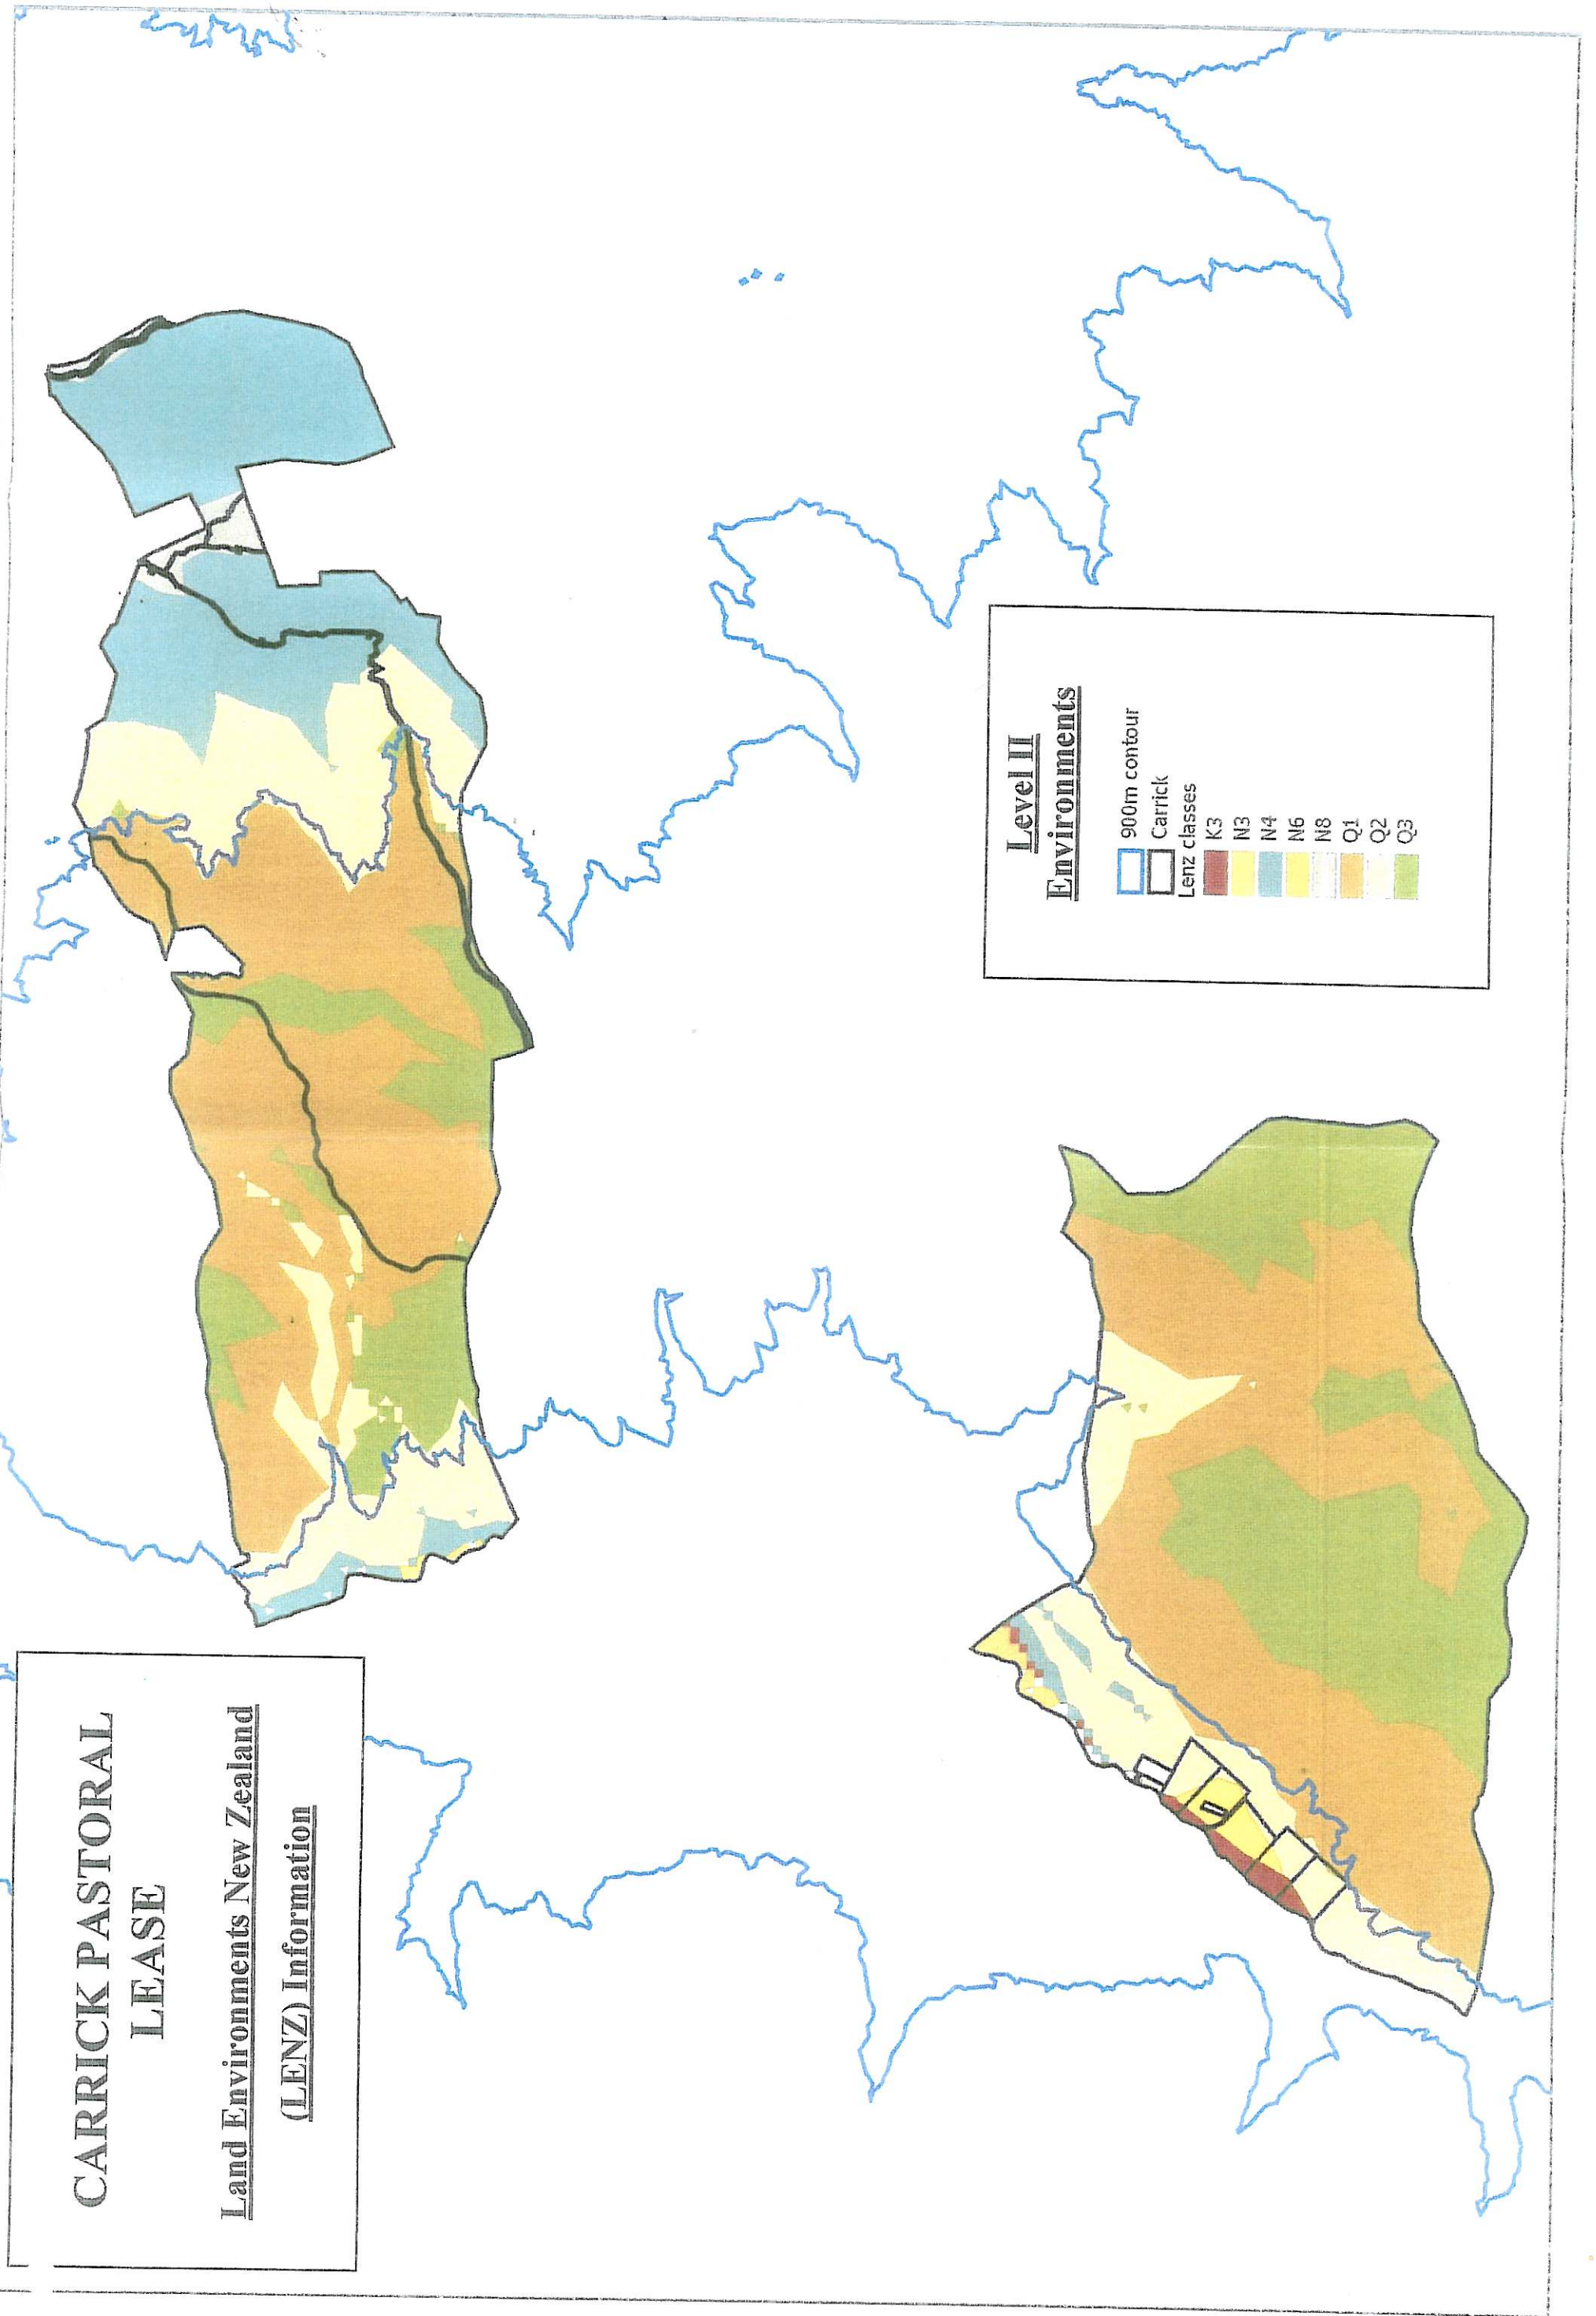 CARRICK PASTORAL
LEASE
Land Environments New Zealand
(LENZ) Information
Level II
Environments
900m contour
Carrick
Lenz classes
K3
N3
N4
N6
N8
Q1
Q2
Q3